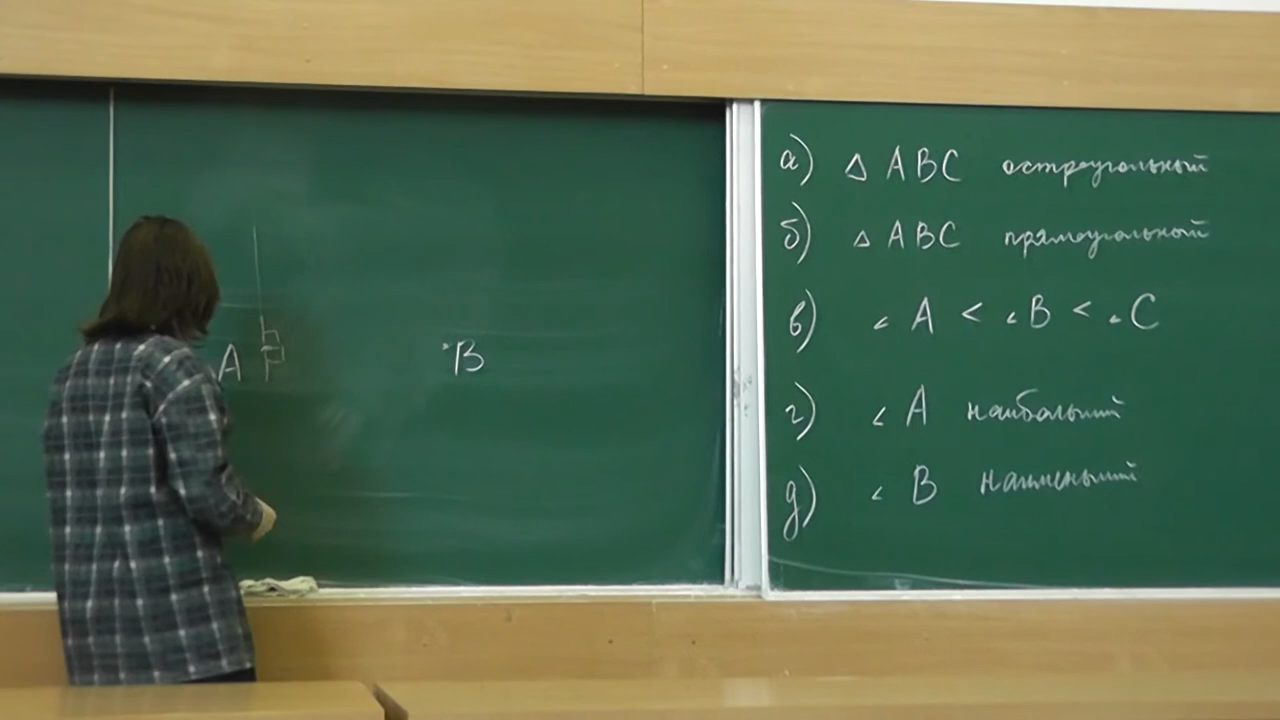 A
·B
а) △ ABC остроугольный
б) △ ABC прямоугольный
в) ∠A < ∠B < ∠C
г) ∠A наибольший
д) ∠B наименьший